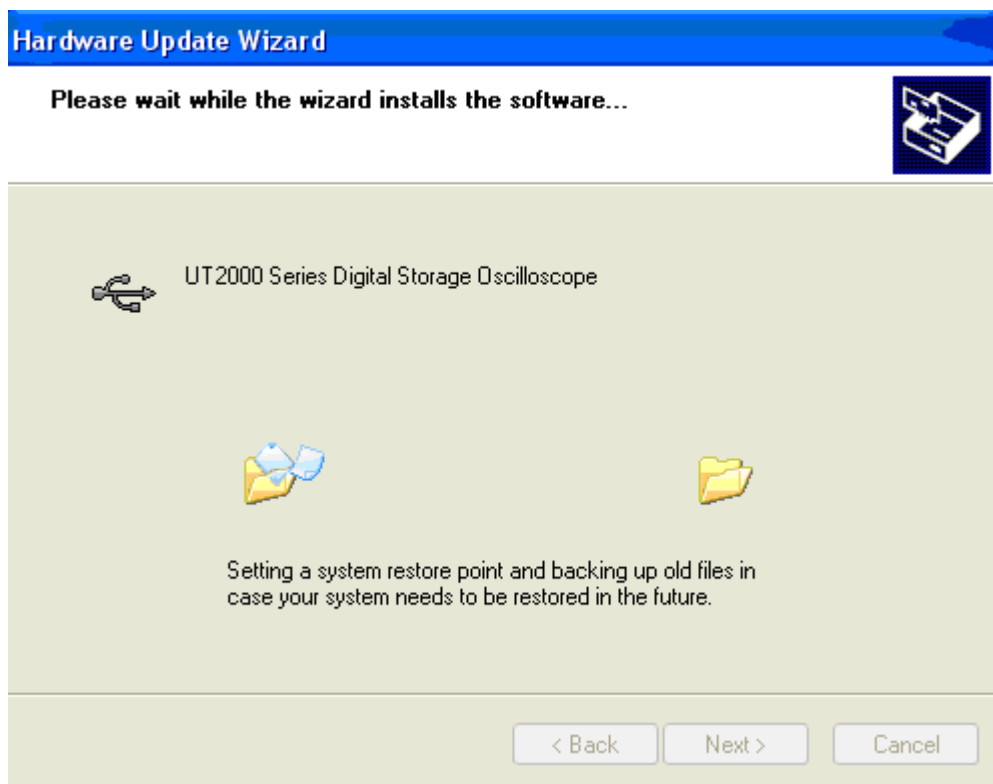 Hardware Update Wizard
Please wait while the wizard installs the software...
UT2000 Series Digital Storage Oscilloscope
Setting a system restore point and backing up old files in
case your system needs to be restored in the future.
< Back
Next >
Cancel